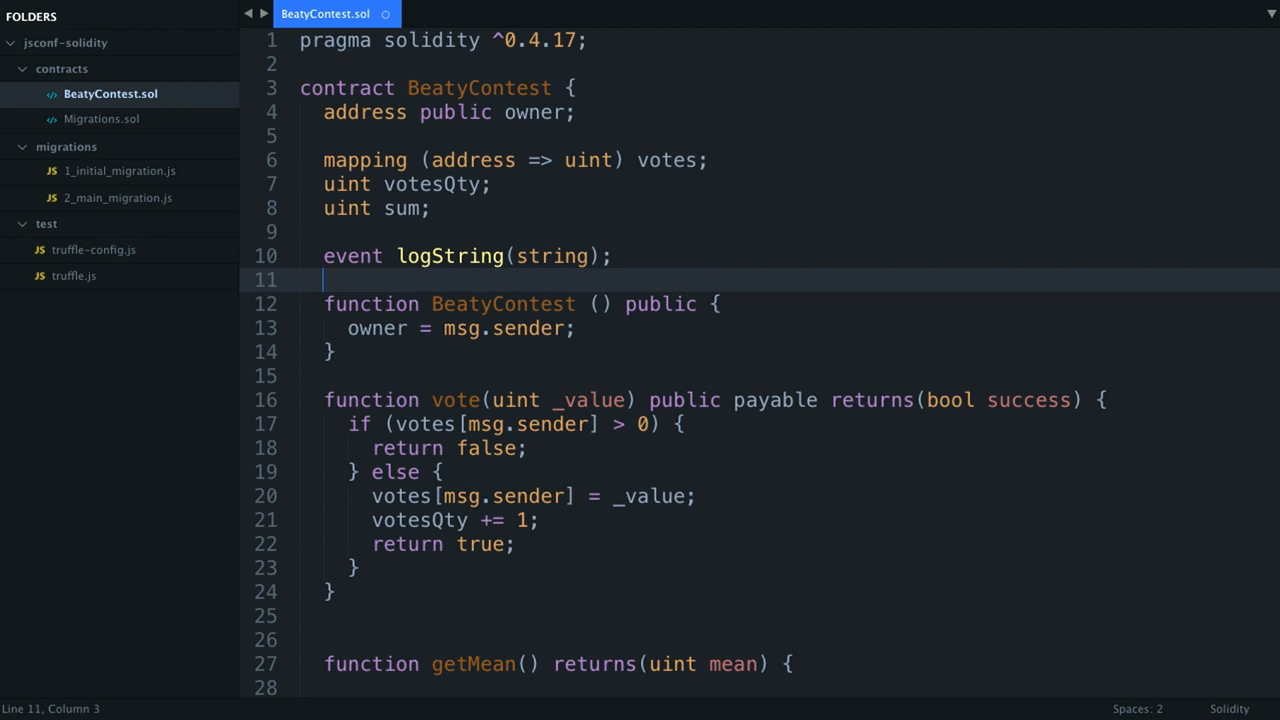 FOLDERS
jsconf-solidity
contracts
BeatyContest.sol
Migrations.sol
migrations
JS 1_initial_migration.js
JS 2_main_migration.js
test
JS truffle-config.js
JS truffle.js
BeatyContest.sol
1 pragma solidity ^0.4.17;
2
3 contract BeatyContest {
4 address public owner;
5
6 mapping (address => uint) votes;
7 uint votesQty;
8 uint sum;
9
10 event logString(string);
11
12 function BeatyContest () public {
13 owner = msg.sender;
14 }
15
16 function vote(uint _value) public payable returns(bool success) {
17 if (votes[msg.sender] > 0) {
18 return false;
19 } else {
20 votes[msg.sender] = _value;
21 votesQty += 1;
22 return true;
23 }
24 }
25
26
27 function getMean() returns(uint mean) {
28
Line 11, Column 3
Spaces: 2
Solidity